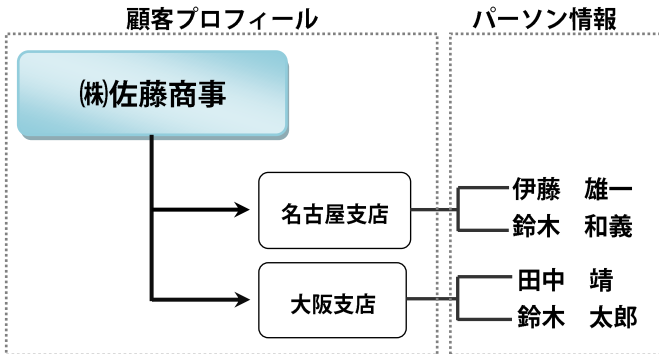 顧客プロフィール
パーソン情報
㈱佐藤商事
名古屋支店
伊藤　雄一
鈴木　和義
大阪支店
田中　靖
鈴木　太郎